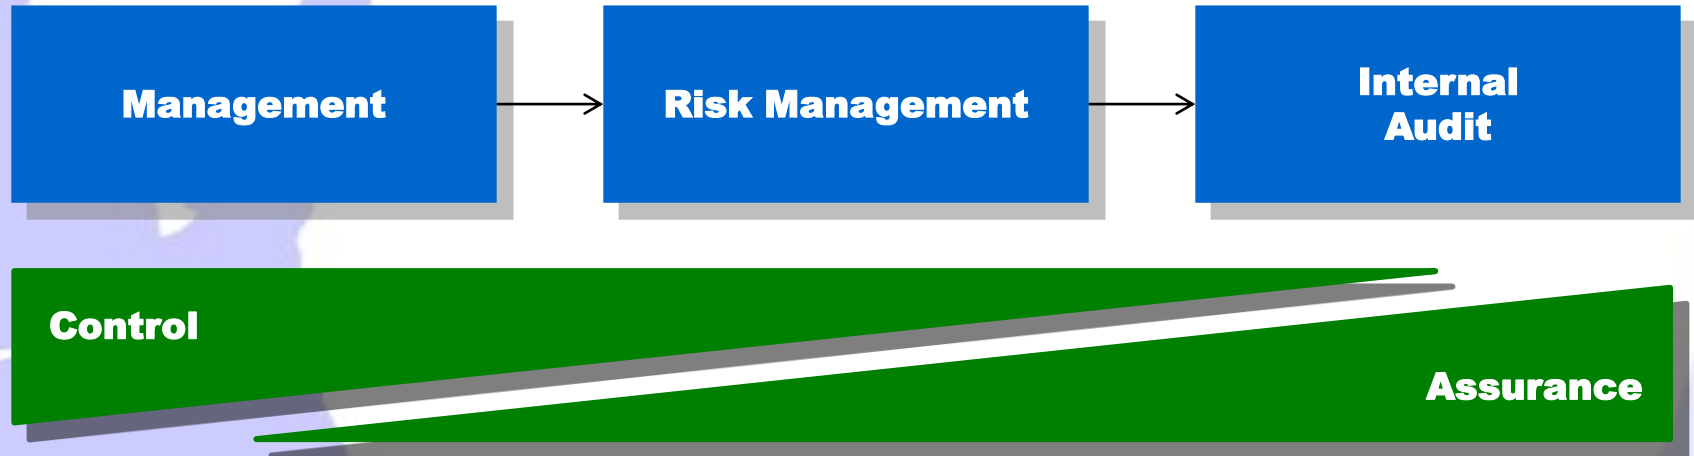 Management
Risk Management
Internal
Audit
Control
Assurance